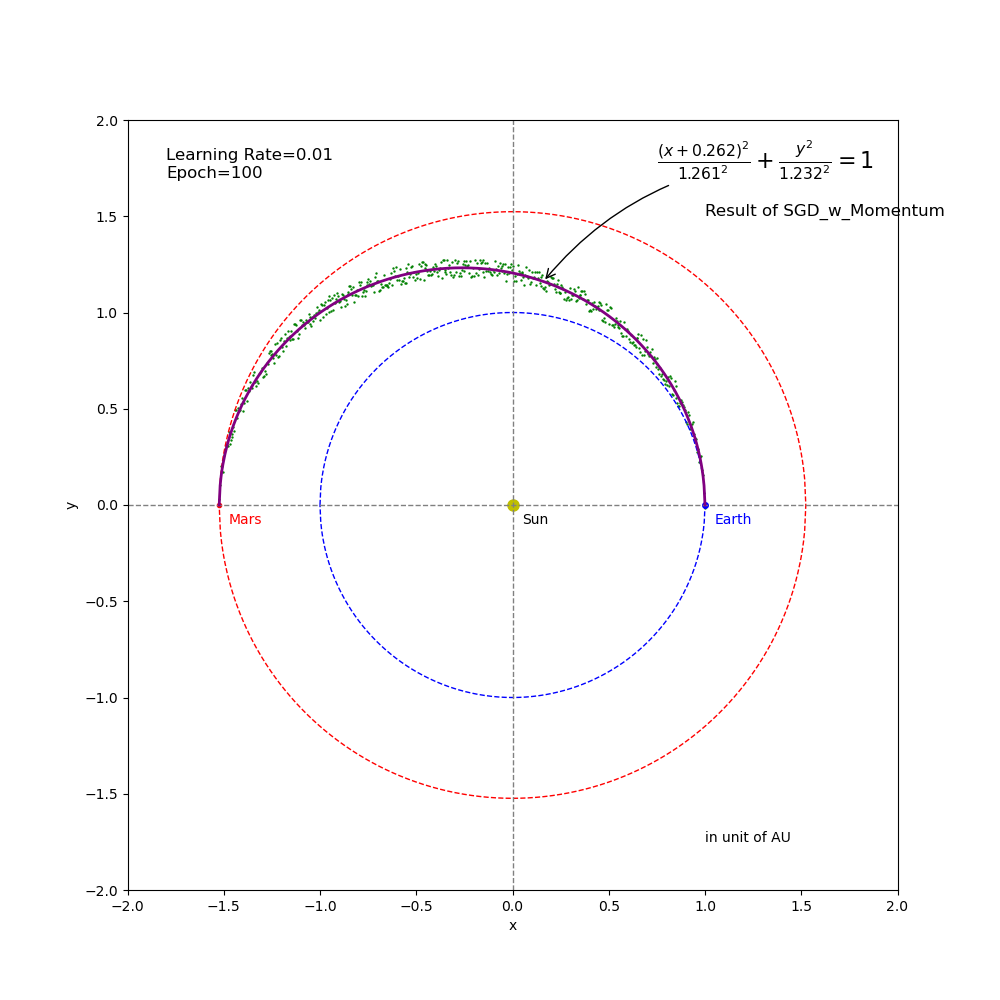 Learning Rate=0.01
Epoch=100
(x + 0.262)²/1.261² + y²/1.232² = 1
Result of SGD_w_Momentum
Mars
Sun
Earth
in unit of AU
y
2.0
1.5
1.0
0.5
0.0
−0.5
−1.0
−1.5
−2.0
−2.0 −1.5 −1.0 −0.5 0.0 0.5 1.0 1.5 2.0
x